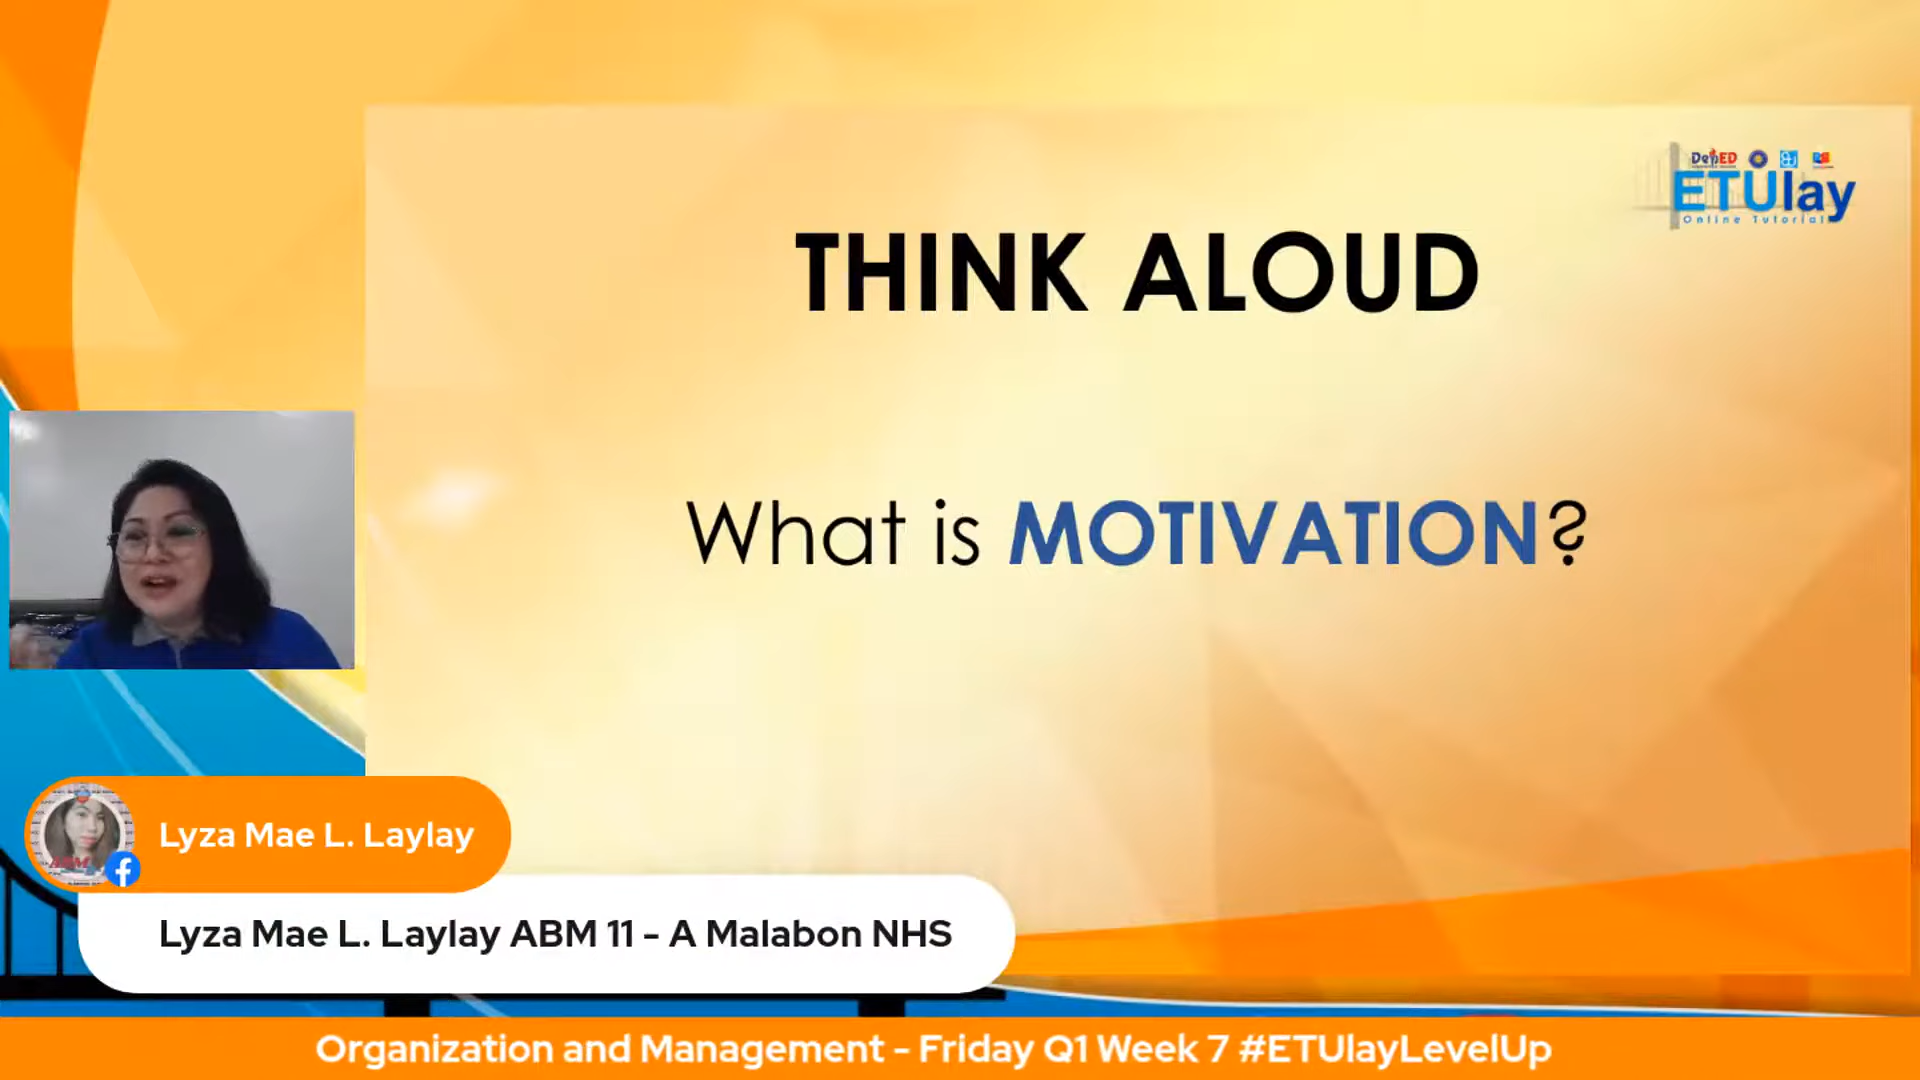 DepED
ETUlay
Online Tutorial
THINK ALOUD
What is MOTIVATION?
Lyza Mae L. Laylay
Lyza Mae L. Laylay ABM 11 - A Malabon NHS
Organization and Management - Friday Q1 Week 7 #ETUlayLevelUp